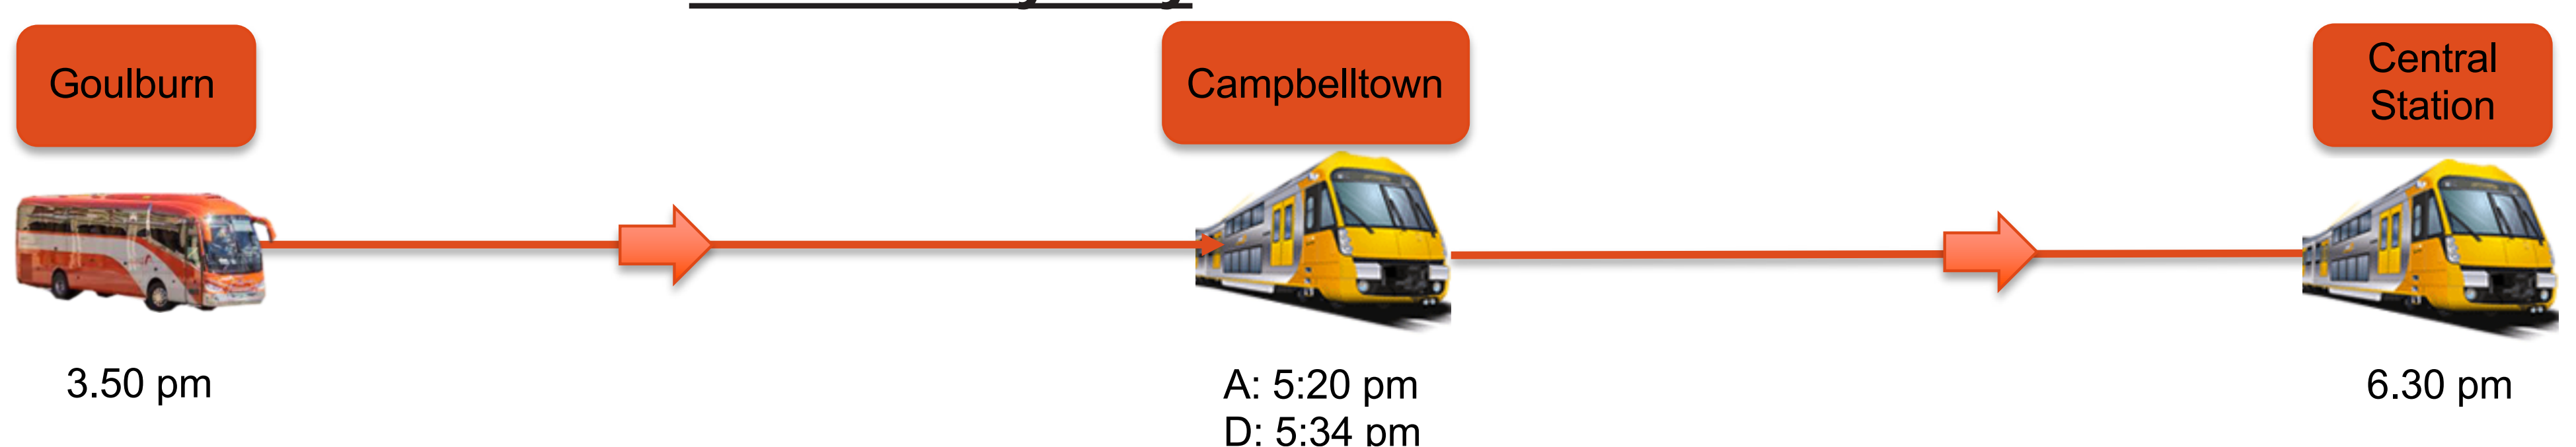 Goulburn
Campbelltown
Central
Station
3.50 pm
A: 5:20 pm
D: 5:34 pm
6.30 pm